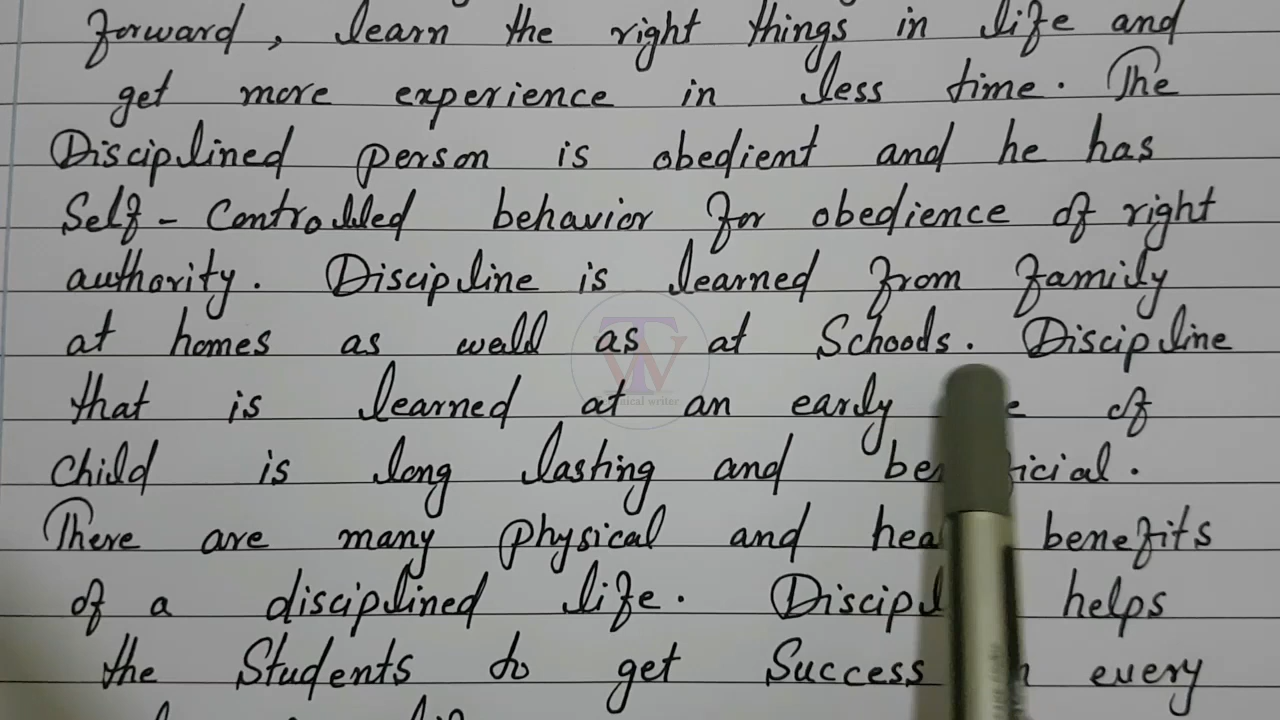 forward, learn the right things in life and
get more experience in less time. The
Disciplined person is obedient and he has
Self-Controlled behavior for obedience of right
authority. Discipline is learned from family
at homes as well as at Schools. Discipline
that is learned at an early of
child is long lasting and
There are many physical and benefits
of a disciplined life. helps
the Students to get Success every